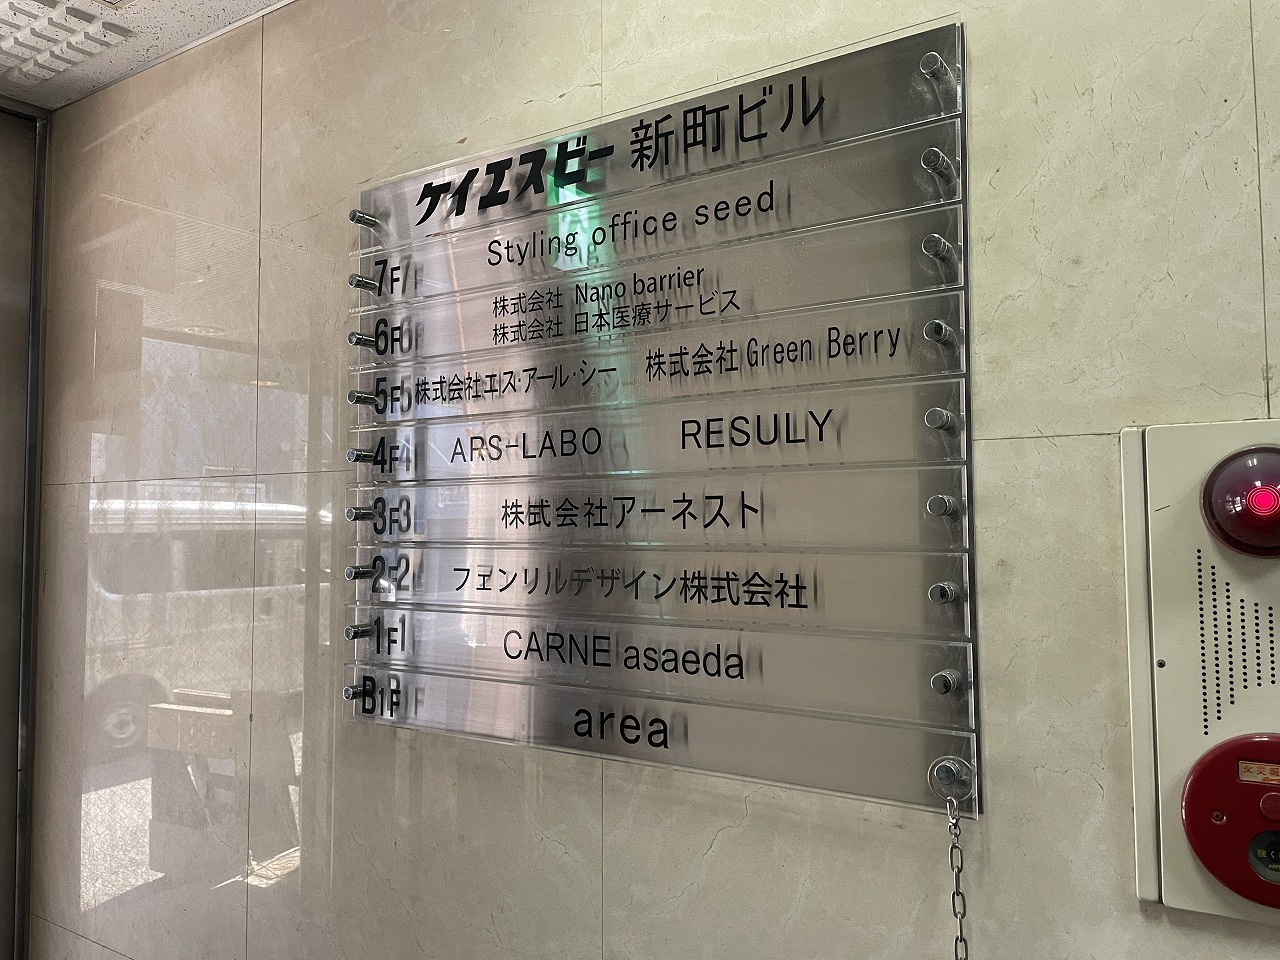 ケイエスビー 新町ビル
7F Styling office seed
6F 株式会社 Nano barrier
株式会社 日本医療サービス
5F 株式会社エス・アール・シー 株式会社 Green Berry
4F ARS-LABO RESULY
3F 株式会社アーネスト
2F フェンリルデザイン株式会社
1F CARNE asaeda
B1F area